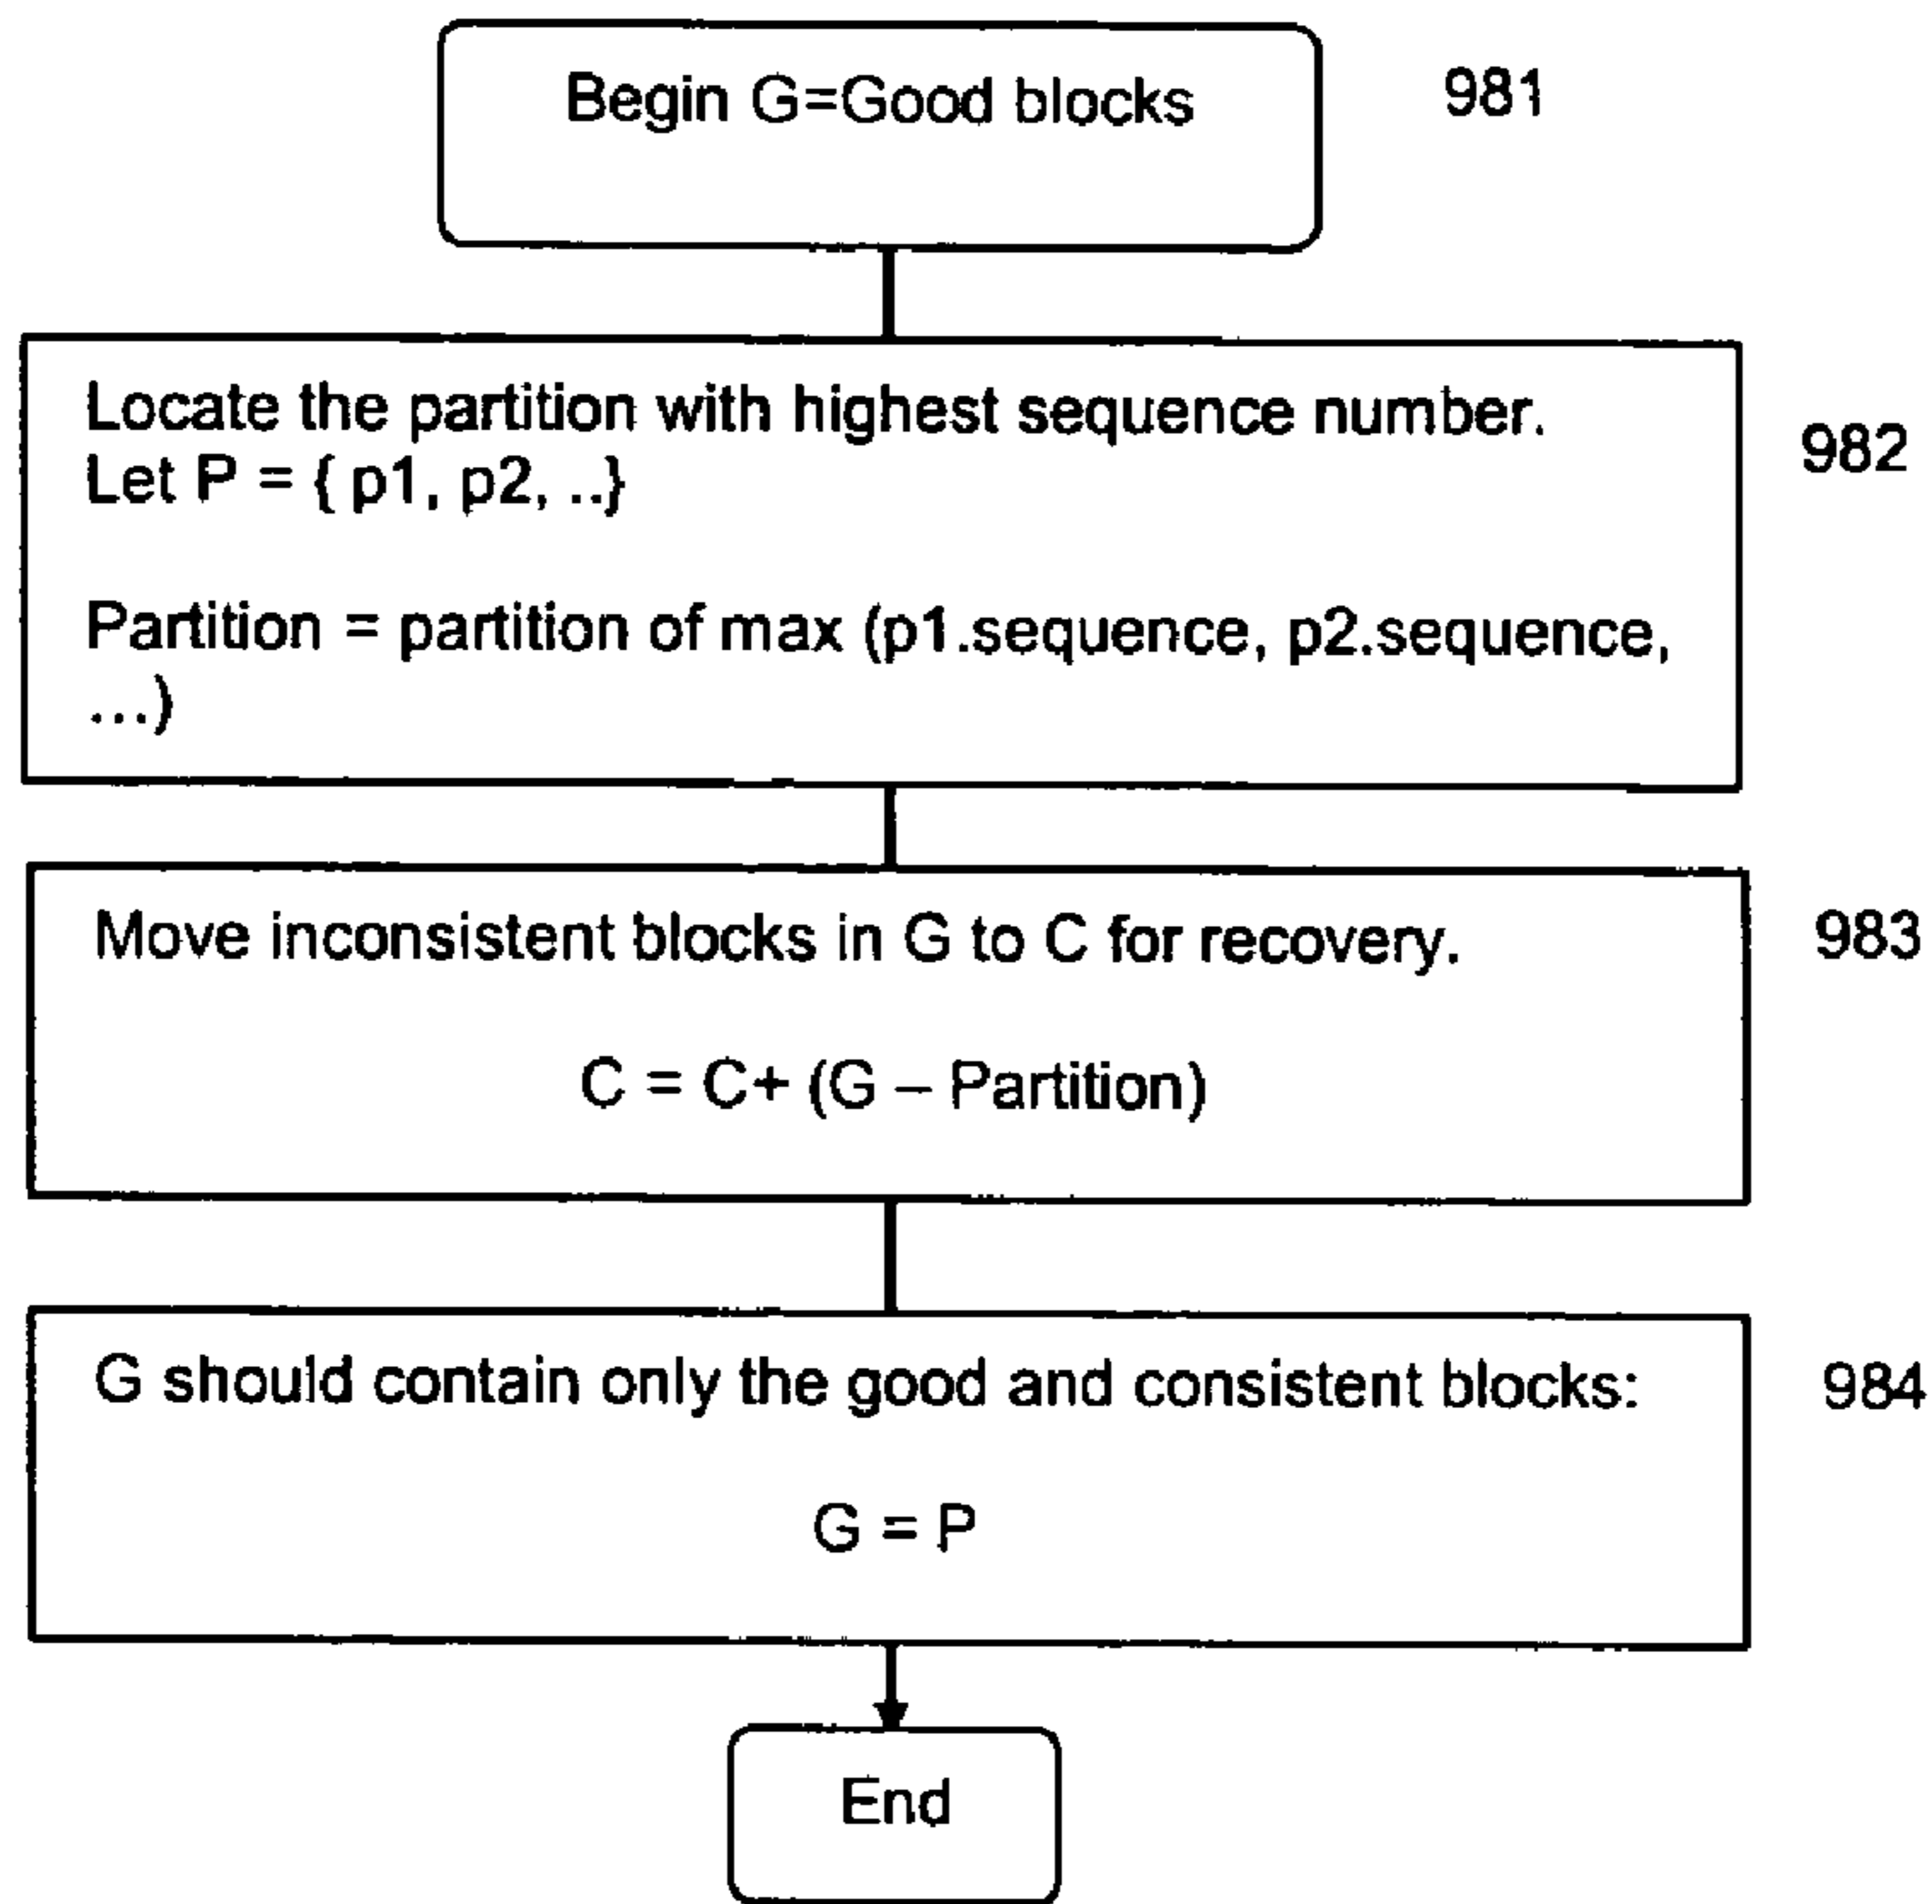 Begin G=Good blocks
981
Locate the partition with highest sequence number.
Let P = { p1, p2, ..}
982
Partition = partition of max (p1.sequence, p2.sequence,
...)
Move inconsistent blocks in G to C for recovery.
983
C = C+ (G – Partition)
G should contain only the good and consistent blocks:
984
G = P
End